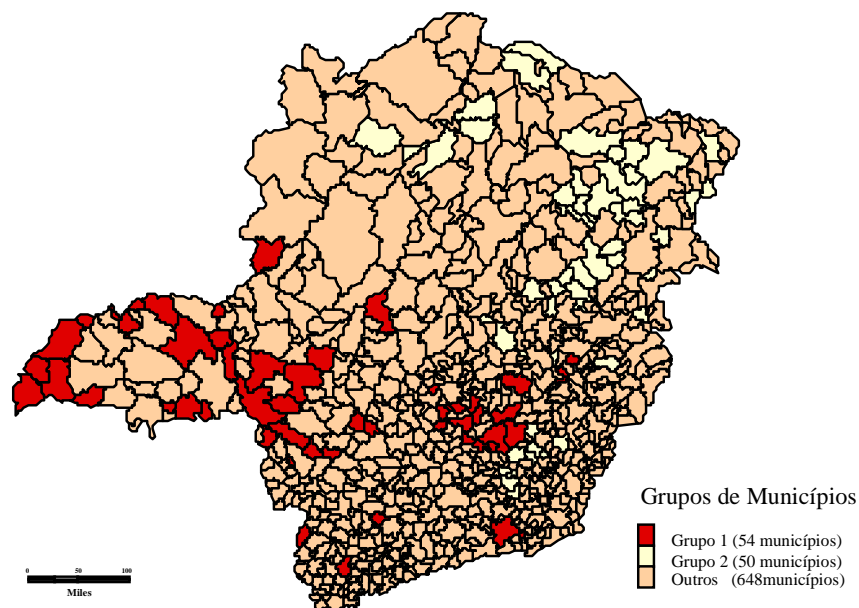 Grupos de Municípios
Grupo 1 (54 municípios)
Grupo 2 (50 municípios)
Outros (648municípios)
0 50 100
Miles